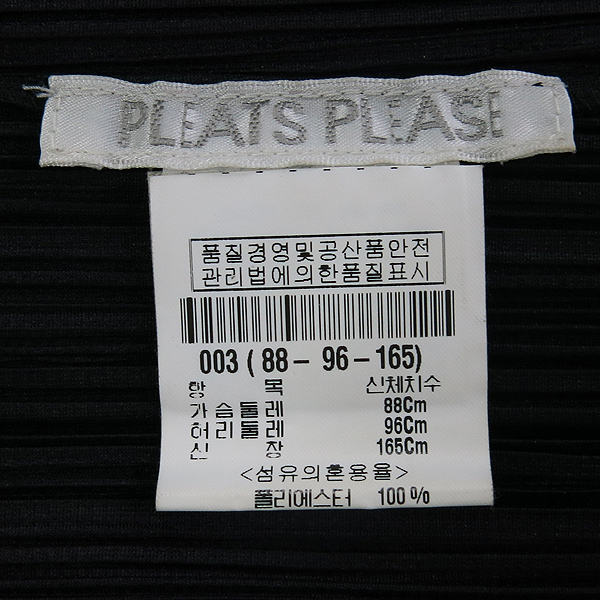 PLEATS PLEASE
품질경영및공산품안전
관리법에의한품질표시
003 ( 88 - 96 - 165)
항 목 신체치수
가슴둘레 88Cm
허리둘레 96Cm
신 장 165Cm
<섬유의혼용율>
폴리에스터 100%